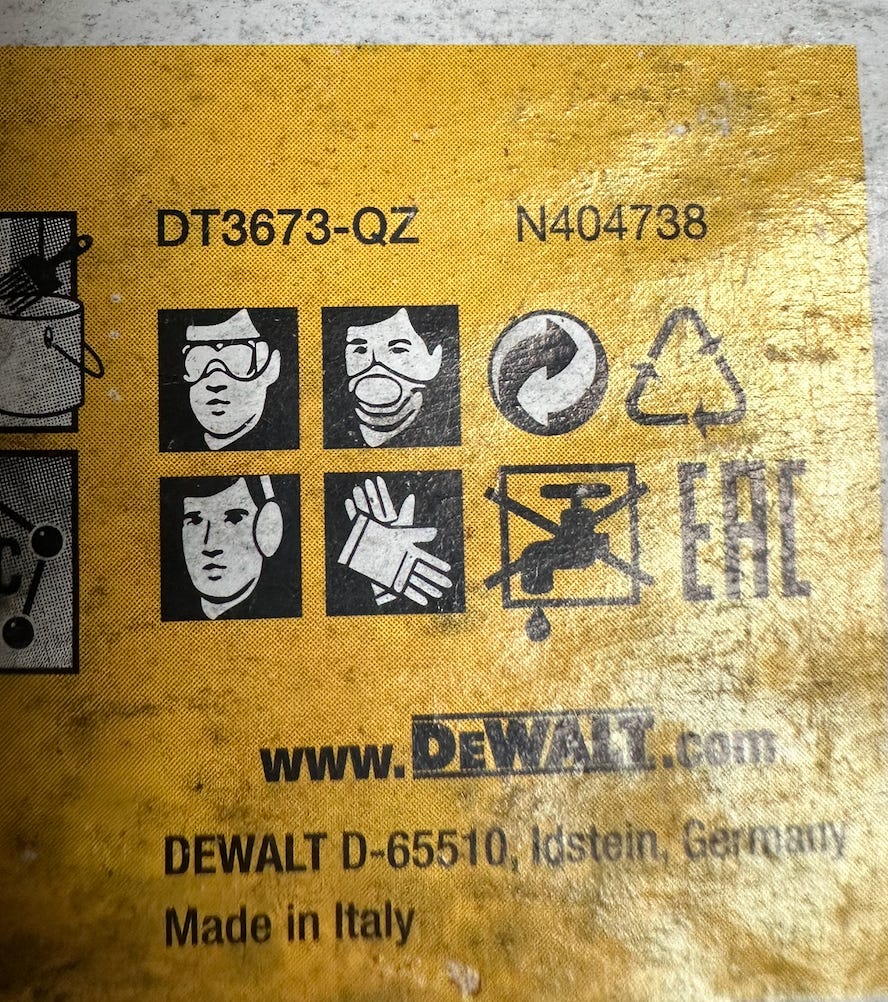 DT3673-QZ N404738
C
EAC
www.DEWALT.com
DEWALT D-65510, Idstein, Germany
Made in Italy